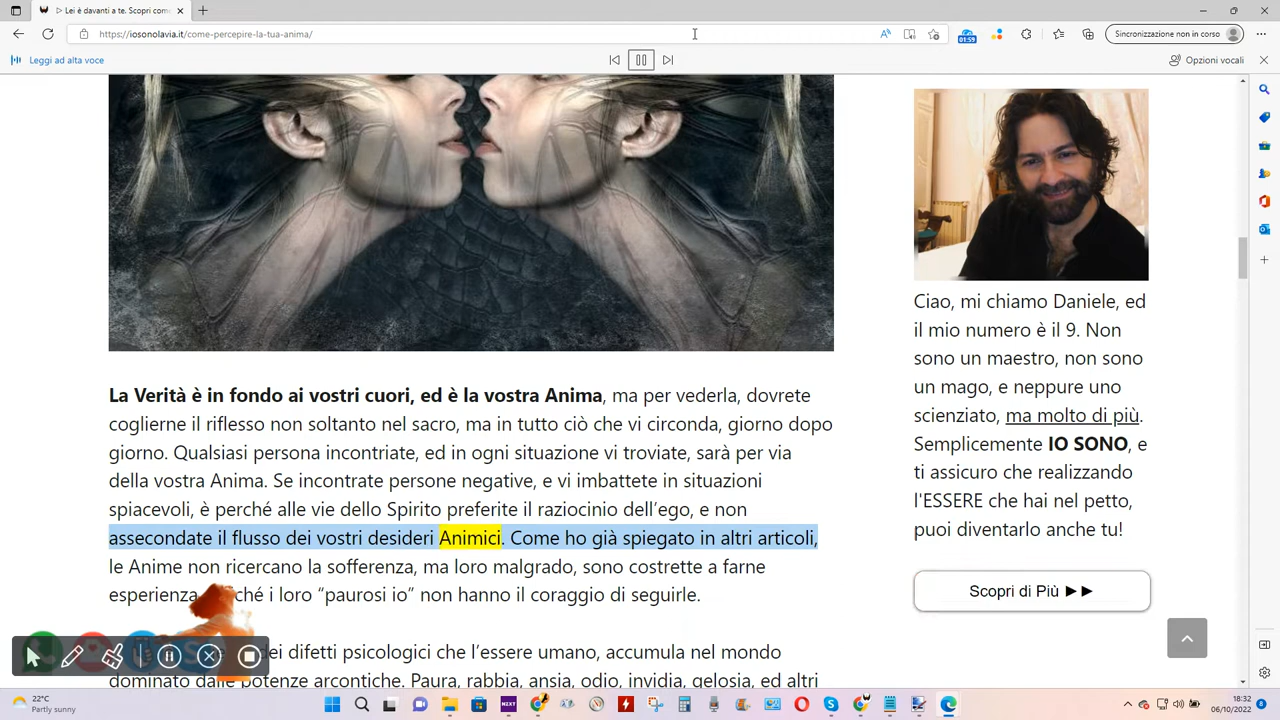 Lei è davanti a te. Scopri come
https://iosonolavia.it/come-percepire-la-tua-anima/
01:59
Sincronizzazione non in corso
Leggi ad alta voce
Opzioni vocali
La Verità è in fondo ai vostri cuori, ed è la vostra Anima, ma per vederla, dovrete
coglierne il riflesso non soltanto nel sacro, ma in tutto ciò che vi circonda, giorno dopo
giorno. Qualsiasi persona incontriate, ed in ogni situazione vi troviate, sarà per via
della vostra Anima. Se incontrate persone negative, e vi imbattete in situazioni
spiacevoli, è perché alle vie dello Spirito preferite il raziocinio dell'ego, e non
assecondate il flusso dei vostri desideri Animici. Come ho già spiegato in altri articoli,
le Anime non ricercano la sofferenza, ma loro malgrado, sono costrette a farne
esperienza, i loro “paurosi io” non hanno il coraggio di seguirle.
dei difetti psicologici che l'essere umano, accumula nel mondo
dominato dalle potenze arcontiche. Paura, rabbia, ansia, odio, invidia, gelosia, ed altri
Ciao, mi chiamo Daniele, ed
il mio numero è il 9. Non
sono un maestro, non sono
un mago, e neppure uno
scienziato, ma molto di più.
Semplicemente IO SONO, e
ti assicuro che realizzando
l'ESSERE che hai nel petto,
puoi diventarlo anche tu!
Scopri di Più ►►
22°C
Partly sunny
NEXT
18:32
06/10/2022
8